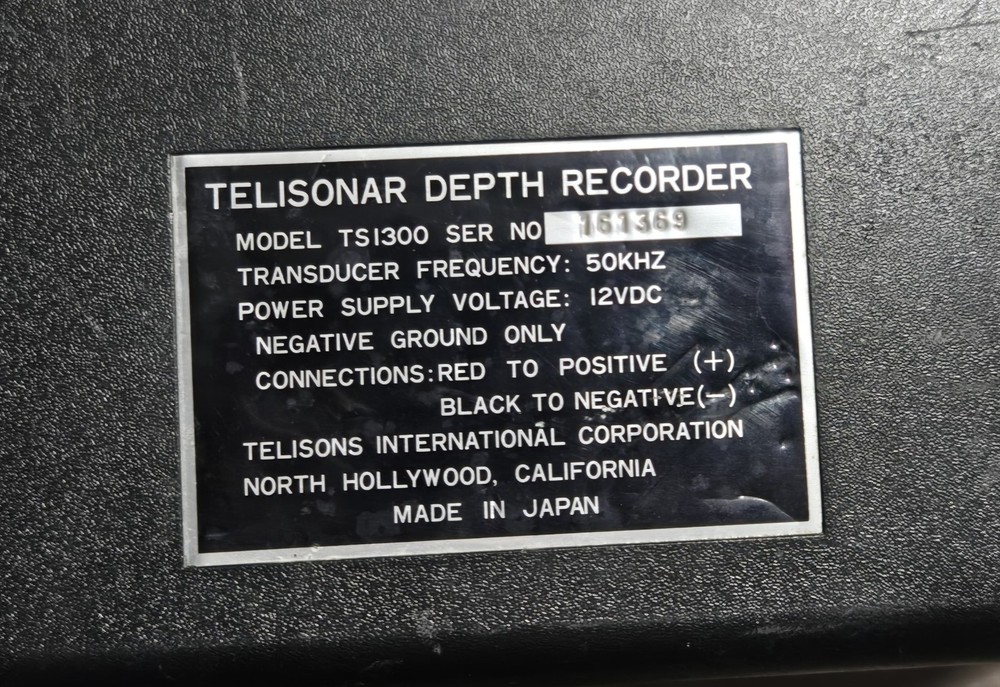 TELISONAR DEPTH RECORDER
MODEL TS1300 SER NO 161369
TRANSDUCER FREQUENCY: 50KHZ
POWER SUPPLY VOLTAGE: 12VDC
NEGATIVE GROUND ONLY
CONNECTIONS: RED TO POSITIVE (+)
BLACK TO NEGATIVE(-)
TELISONS INTERNATIONAL CORPORATION
NORTH HOLLYWOOD, CALIFORNIA
MADE IN JAPAN